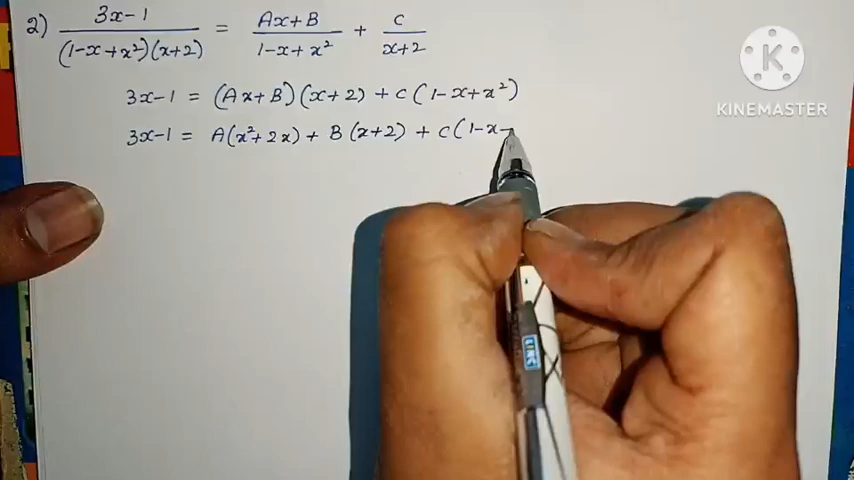 2) 3x-1 / (1-x+x²)(x+2) = Ax+B / 1-x+x² + C / x+2
3x-1 = (Ax+B)(x+2) + C(1-x+x²)
3x-1 = A(x²+2x) + B(x+2) + C(1-x-
KINEMASTER
LINC